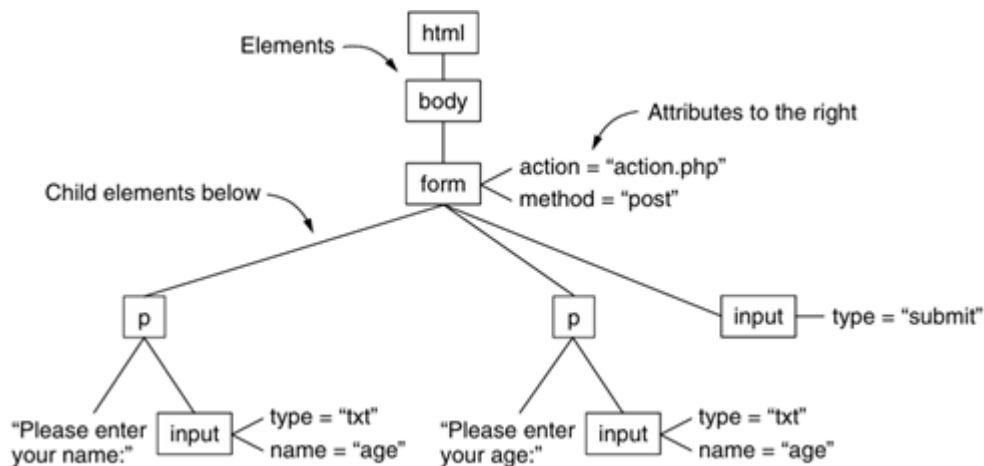 html
Elements
body
Attributes to the right
action = “action.php”
form
method = “post”
Child elements below
p
p
input
type = “submit”
“Please enter
your name:”
input
type = “txt”
name = “age”
“Please enter
your age:”
input
type = “txt”
name = “age”